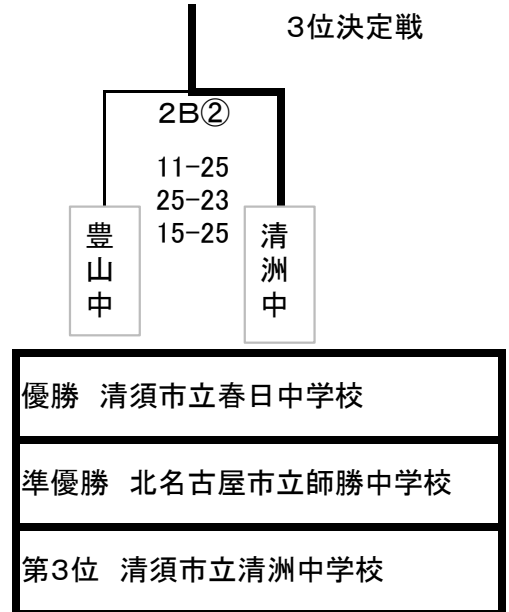 3位決定戦
2B②
11-25
25-23
15-25
豊山中
清洲中
優勝 清須市立春日中学校
準優勝 北名古屋市立師勝中学校
第3位 清須市立清洲中学校